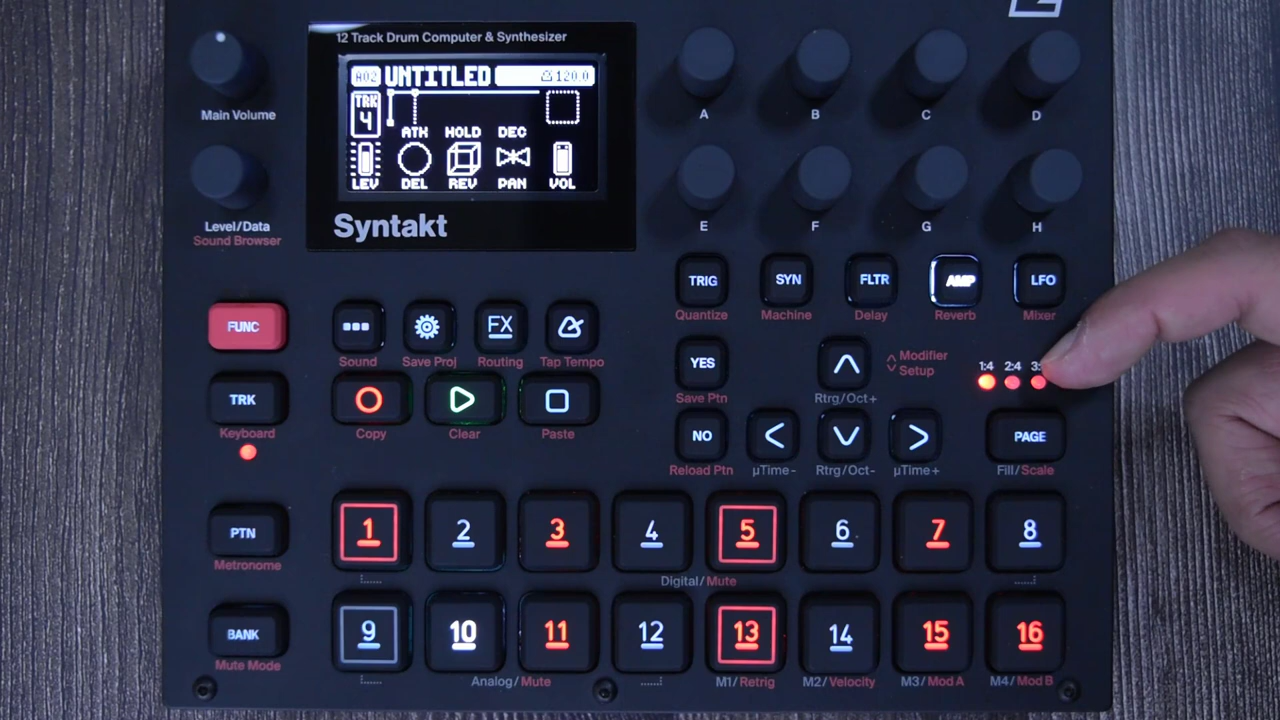 12 Track Drum Computer & Synthesizer
A02 UNTITLED 120.0
TRK
4
ATK HOLD DEC
LEV DEL REV PAN VOL
Syntakt
Main Volume
Level/Data
Sound Browser
A B C D
E F G H
TRIG SYN FLTR AMP LFO
Quantize Machine Delay Reverb Mixer
FUNC
FX
Sound Save Proj Routing Tap Tempo
YES
Save Ptn
Modifier
Setup
1:4 2:4
Rtrg/Oct+
TRK
Keyboard
Copy Clear Paste
NO
PAGE
Reload Ptn µTime- Rtrg/Oct- µTime+ Fill/Scale
PTN
Metronome
1 2 3 4 5 6 7 8
Digital/Mute
BANK
Mute Mode
9 10 11 12 13 14 15 16
Analog/Mute M1/Retrig M2/Velocity M3/Mod A M4/Mod B